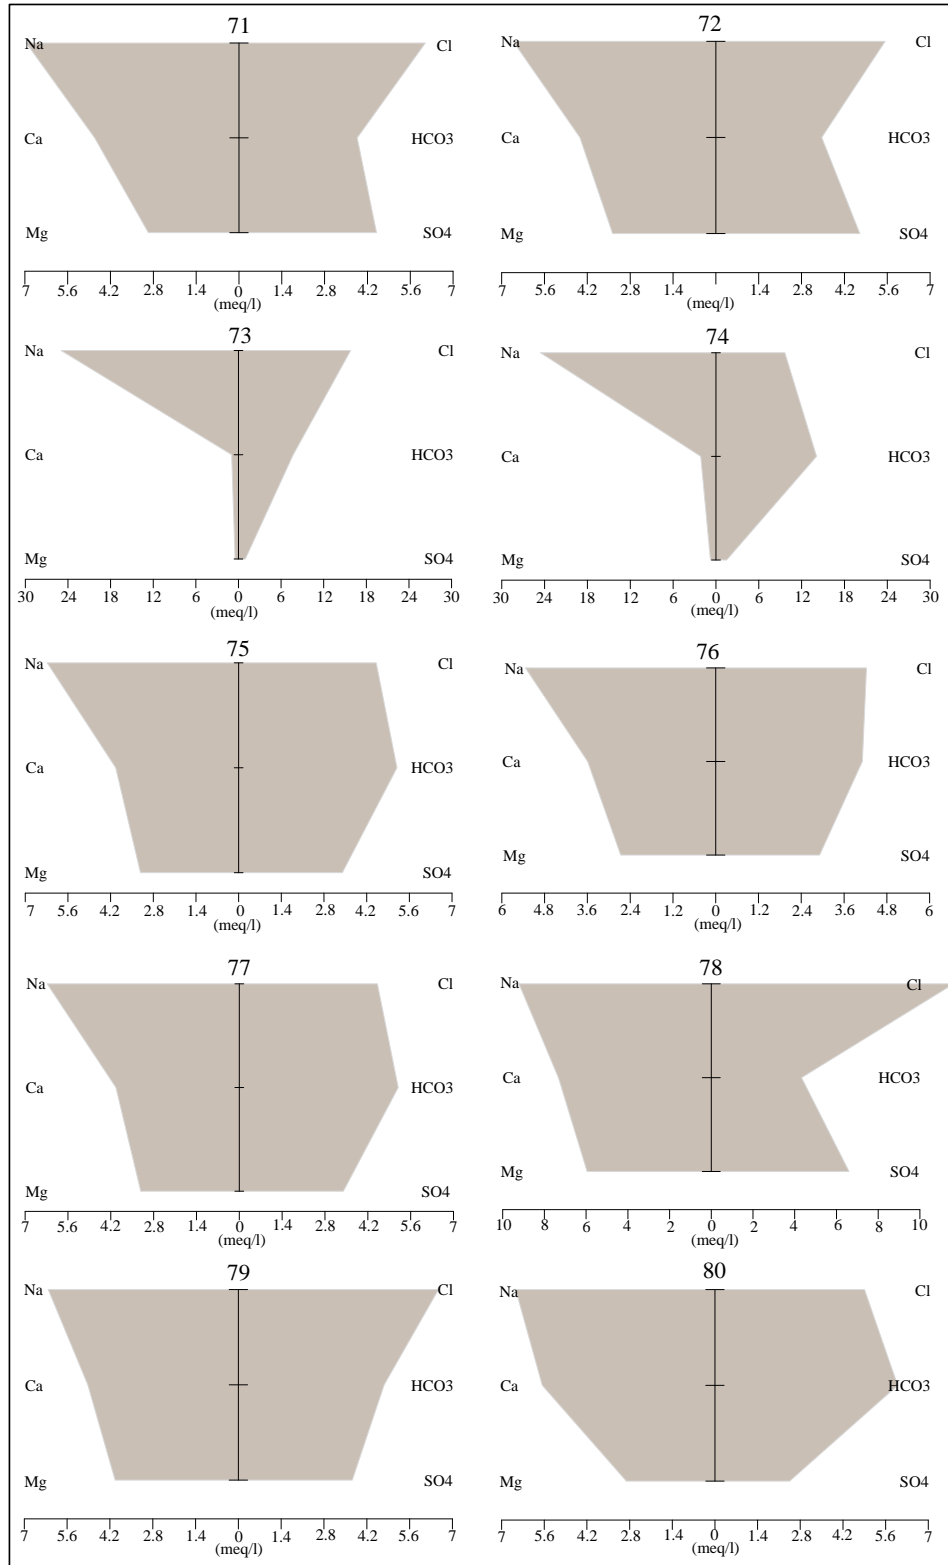 71 72
Na Cl Na Cl
Ca HCO3 Ca HCO3
Mg SO4 Mg SO4
7 5.6 4.2 2.8 1.4 0 1.4 2.8 4.2 5.6 7 7 5.6 4.2 2.8 1.4 1.4 2.8 4.2 5.6 7
(meq/l) (meq/l)
73 74
Na Cl Na Cl
Ca HCO3 Ca HCO3
Mg SO4 Mg SO4
30 24 18 12 6 0 6 12 18 24 30 30 24 18 12 6 0 6 12 18 24 30
(meq/l) (meq/l)
75 76
Na Cl Na Cl
Ca HCO3 Ca HCO3
Mg SO4 Mg SO4
7 5.6 4.2 2.8 1.4 0 1.4 2.8 4.2 5.6 7 6 4.8 3.6 2.4 1.2 0 1.2 2.4 3.6 4.8 6
(meq/l) (meq/l)
77 78
Na Cl Na Cl
Ca HCO3 Ca HCO3
Mg SO4 Mg SO4
7 5.6 4.2 2.8 1.4 0 1.4 2.8 4.2 5.6 7 10 8 6 4 2 0 2 4 6 8 10
(meq/l) (meq/l)
79 80
Na Cl Na Cl
Ca HCO3 Ca HCO3
Mg SO4 Mg SO4
7 5.6 4.2 2.8 1.4 0 1.4 2.8 4.2 5.6 7 7 5.6 4.2 2.8 1.4 0 1.4 2.8 4.2 5.6 7
(meq/l) (meq/l)